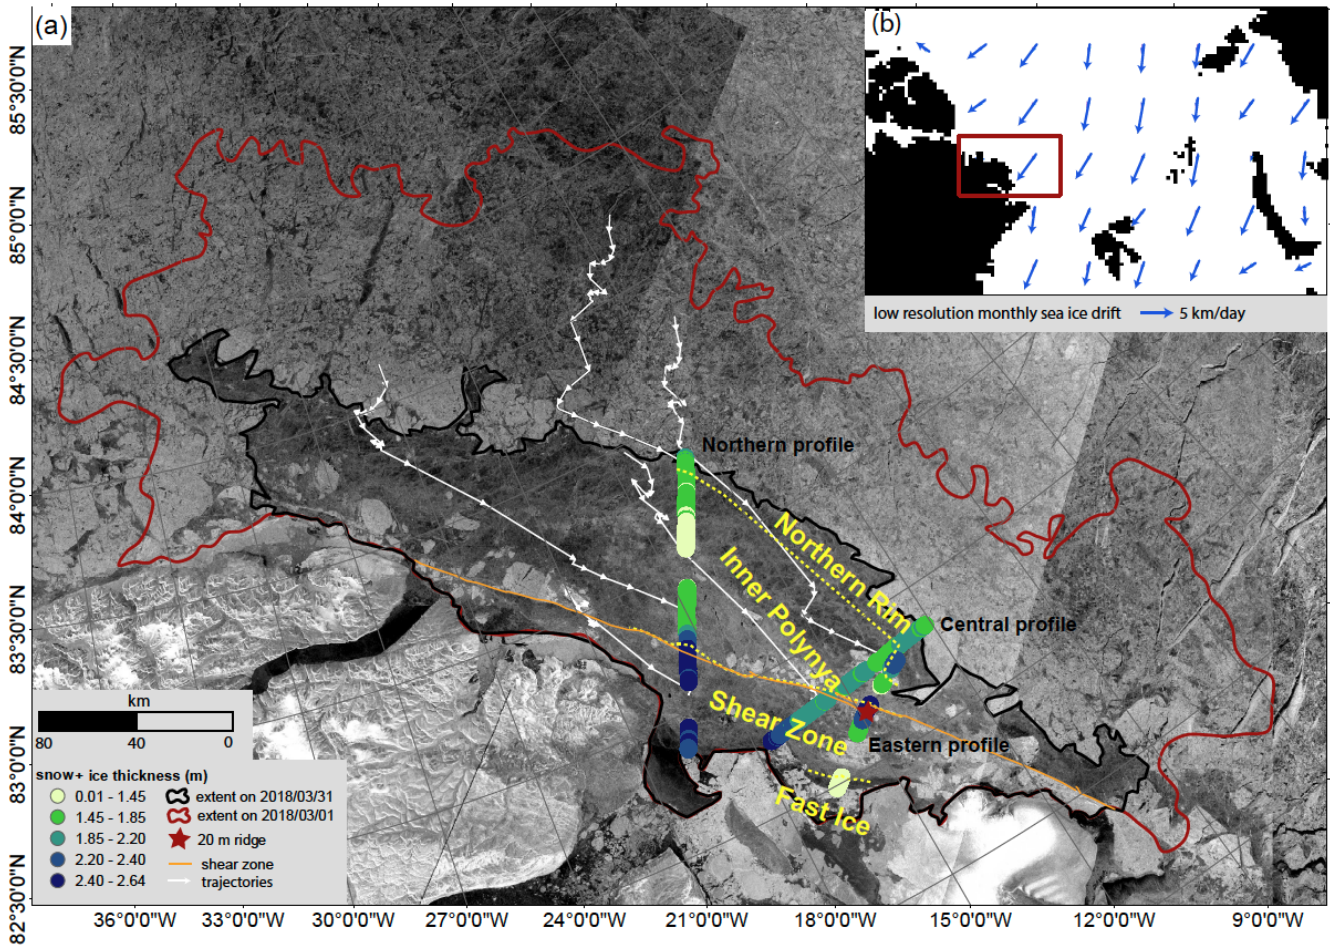 (a)
(b)
85°30'0"N
85°0'0"N
84°30'0"N
84°0'0"N
83°30'0"N
83°0'0"N
82°30'0"N
low resolution monthly sea ice drift 5 km/day
Northern profile
Northern Rim
Inner Polynya
Central profile
Shear Zone
Eastern profile
Fast Ice
km
80 40 0
snow+ ice thickness (m)
0.01 - 1.45
1.45 - 1.85
1.85 - 2.20
2.20 - 2.40
2.40 - 2.64
extent on 2018/03/31
extent on 2018/03/01
20 m ridge
shear zone
trajectories
36°0'0"W 33°0'0"W 30°0'0"W 27°0'0"W 24°0'0"W 21°0'0"W 18°0'0"W 15°0'0"W 12°0'0"W 9°0'0"W